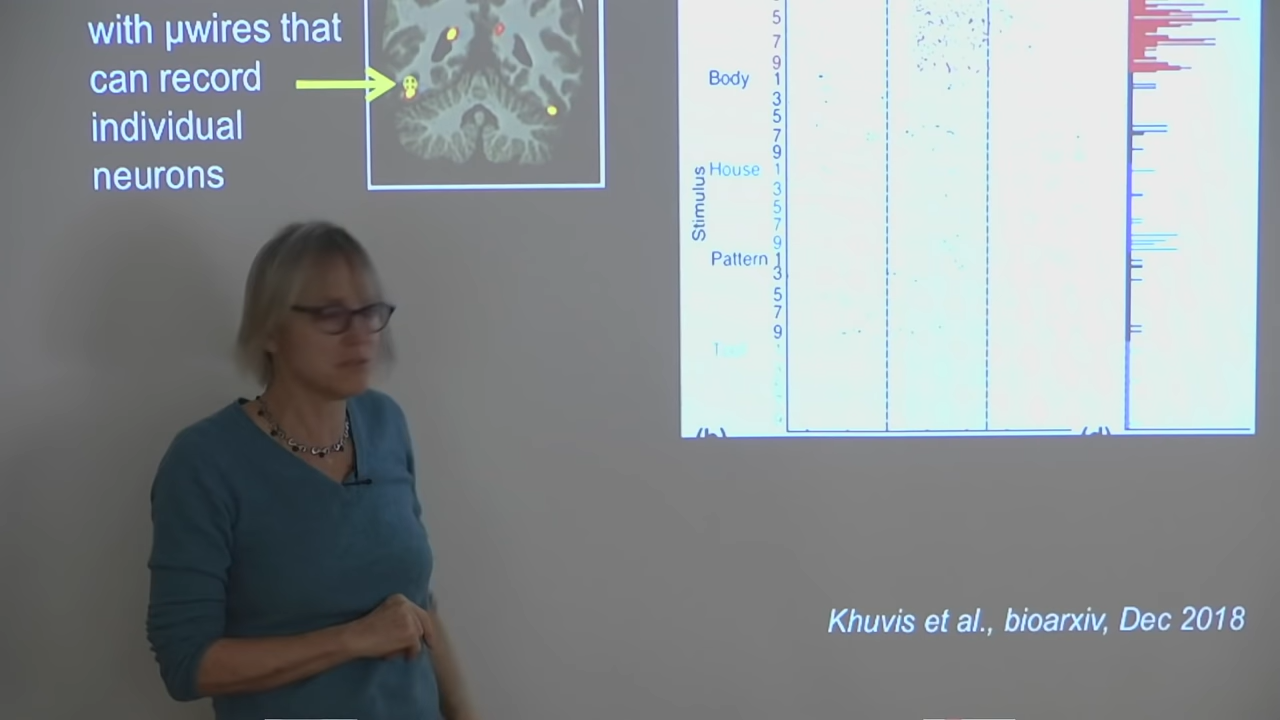 with µwires that
can record
individual
neurons
5
7
9
Body 1
3
5
7
9
Stimulus
House 1
3
5
7
9
Pattern 1
3
5
7
9
Khuvis et al., bioarxiv, Dec 2018